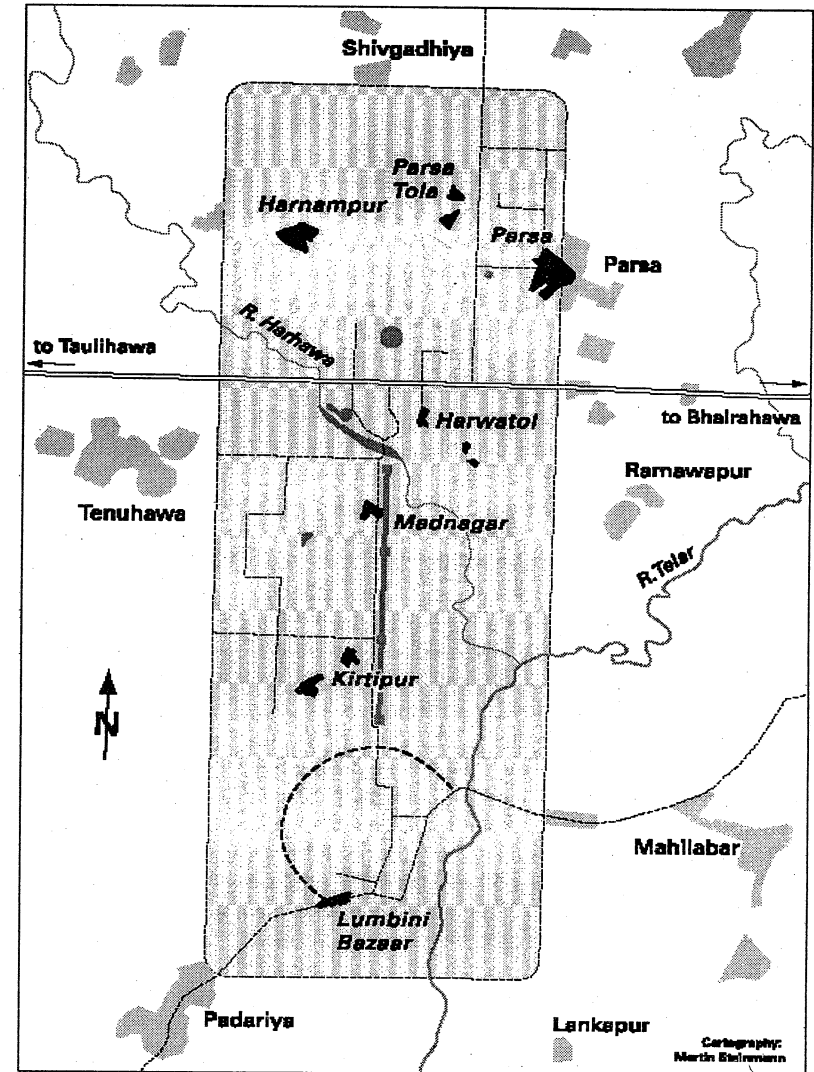 Shivgadhiya
Parsa
Tola
Harnampur
Parsa
Parsa
R. Harhawa
to Taulihawa
to Bhairahawa
Harwatol
Ramawapur
Tenuhawa
Madnagar
R. Telar
Kirtipur
N
Mahilabar
Lumbini
Bazaar
Padariya
Lankapur
Cartography:
Martin Steinmann